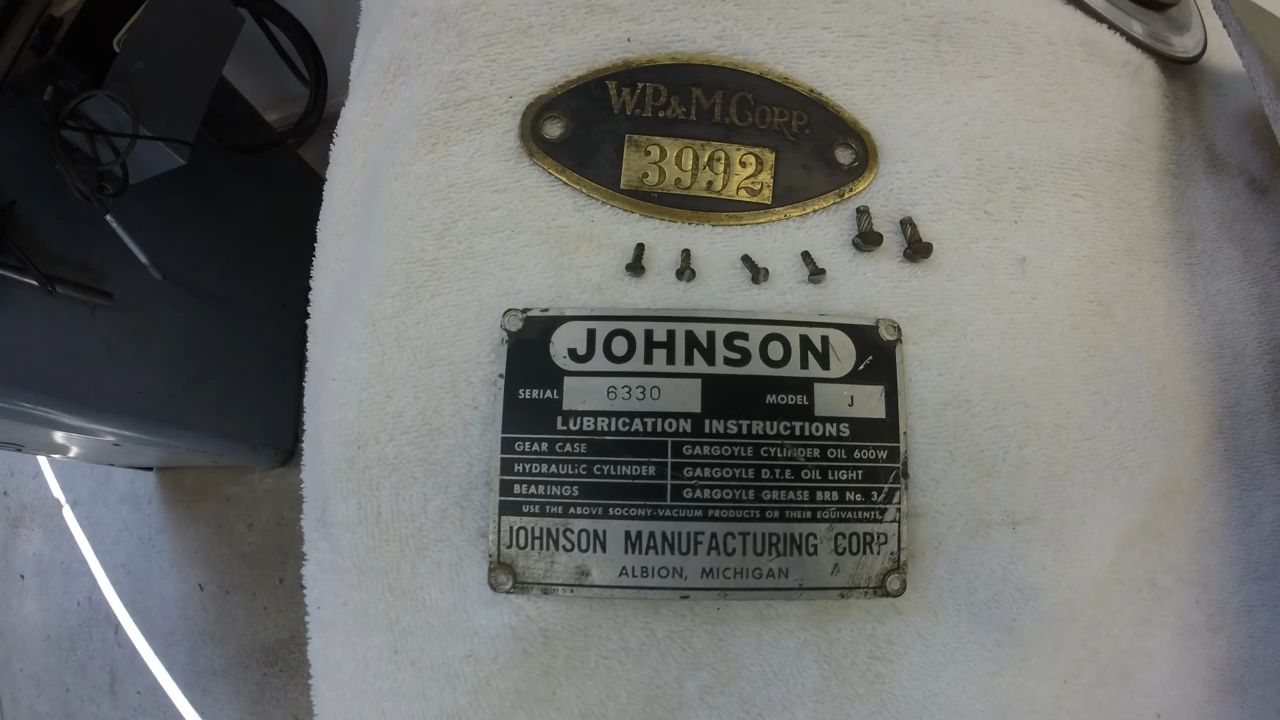 W.P.&M.CORP.
3992
JOHNSON
SERIAL 6330 MODEL J
LUBRICATION INSTRUCTIONS
GEAR CASE GARGOYLE CYLINDER OIL 600W
HYDRAULIC CYLINDER GARGOYLE D.T.E. OIL LIGHT
BEARINGS GARGOYLE GREASE BRB No. 3
USE THE ABOVE SOCONY-VACUUM PRODUCTS OR THEIR EQUIVALENTS
JOHNSON MANUFACTURING CORP
ALBION, MICHIGAN